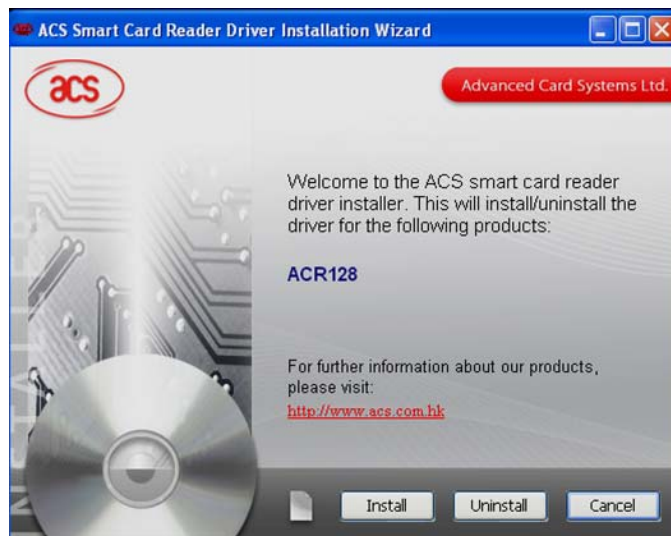 ACS Smart Card Reader Driver Installation Wizard
acs
Advanced Card Systems Ltd.
Welcome to the ACS smart card reader
driver installer. This will install/uninstall the
driver for the following products:
ACR128
For further information about our products,
please visit:
http://www.acs.com.hk
INSTALLER
Install
Uninstall
Cancel